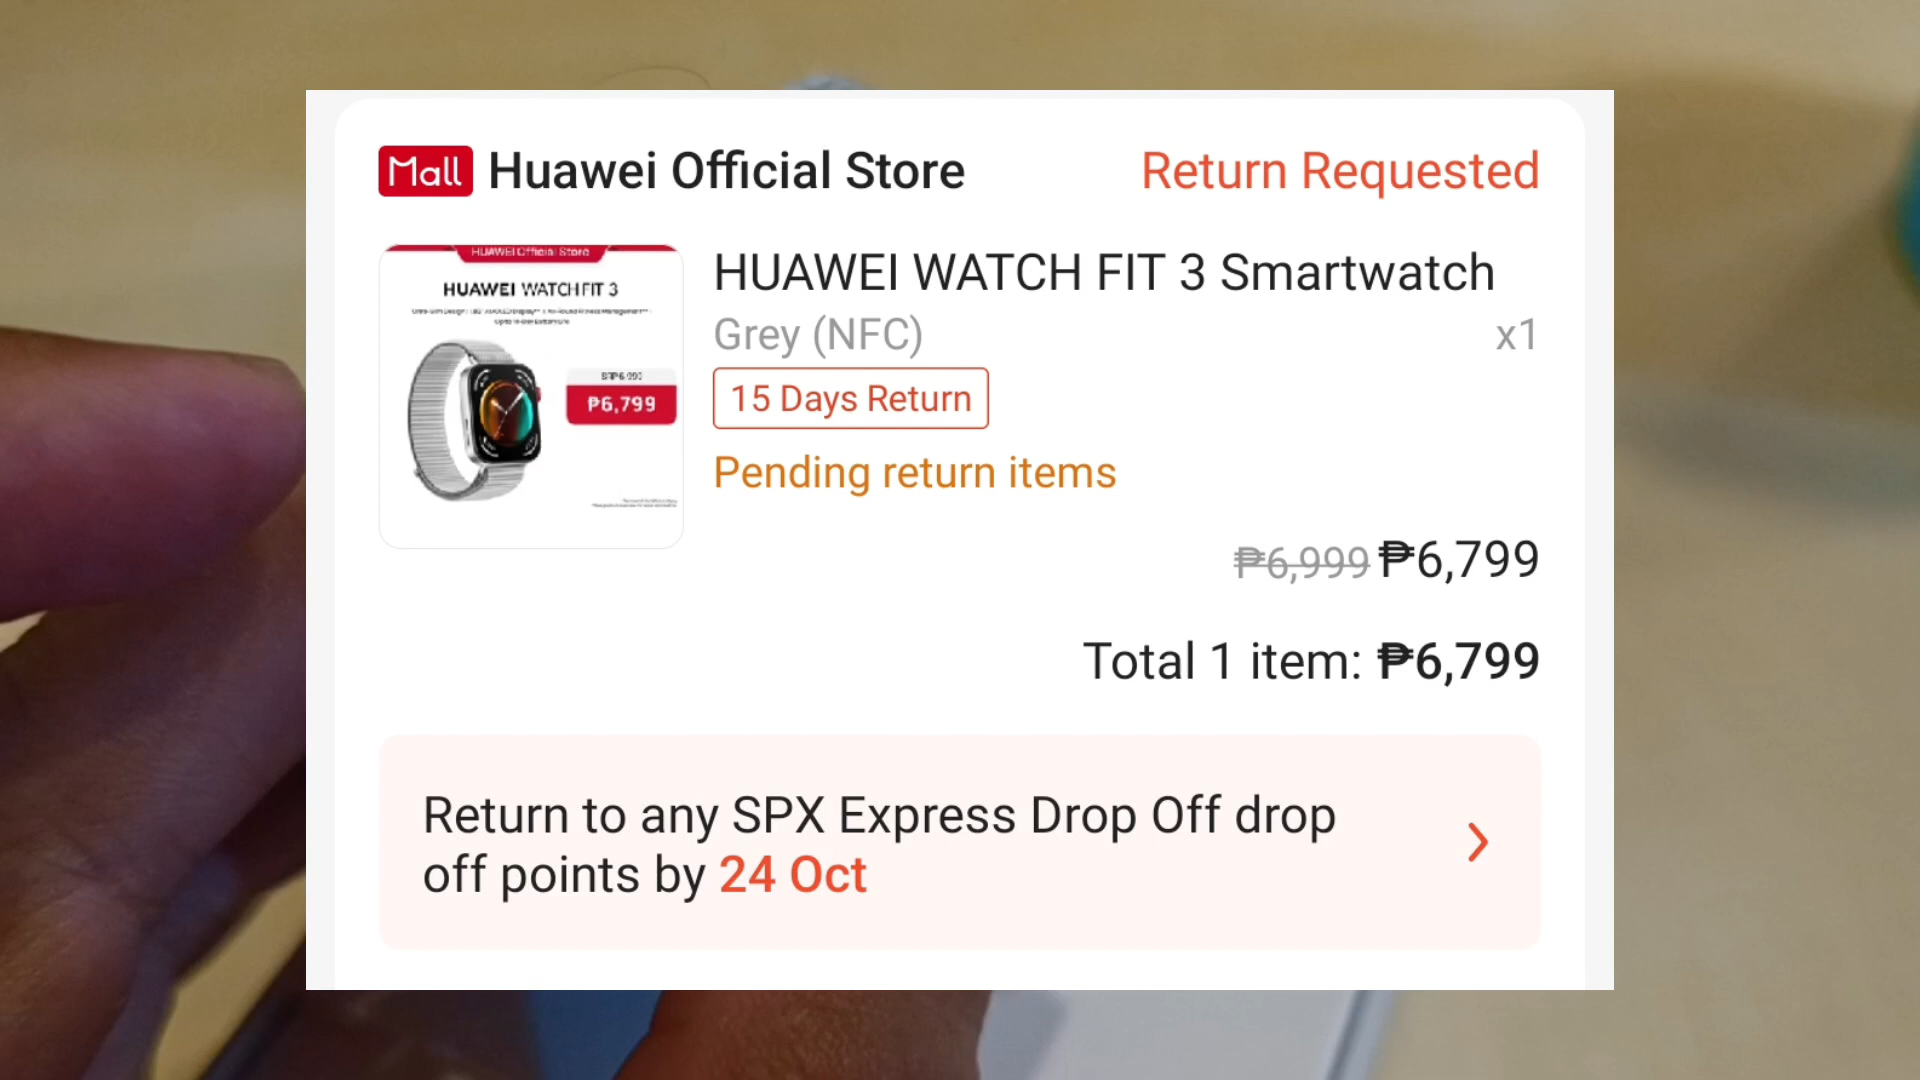 Mall Huawei Official Store
Return Requested
HUAWEI Official Store
HUAWEI WATCH FIT 3
₱6,799
HUAWEI WATCH FIT 3 Smartwatch
Grey (NFC)
x1
15 Days Return
Pending return items
₱6,999 ₱6,799
Total 1 item: ₱6,799
Return to any SPX Express Drop Off drop
off points by 24 Oct